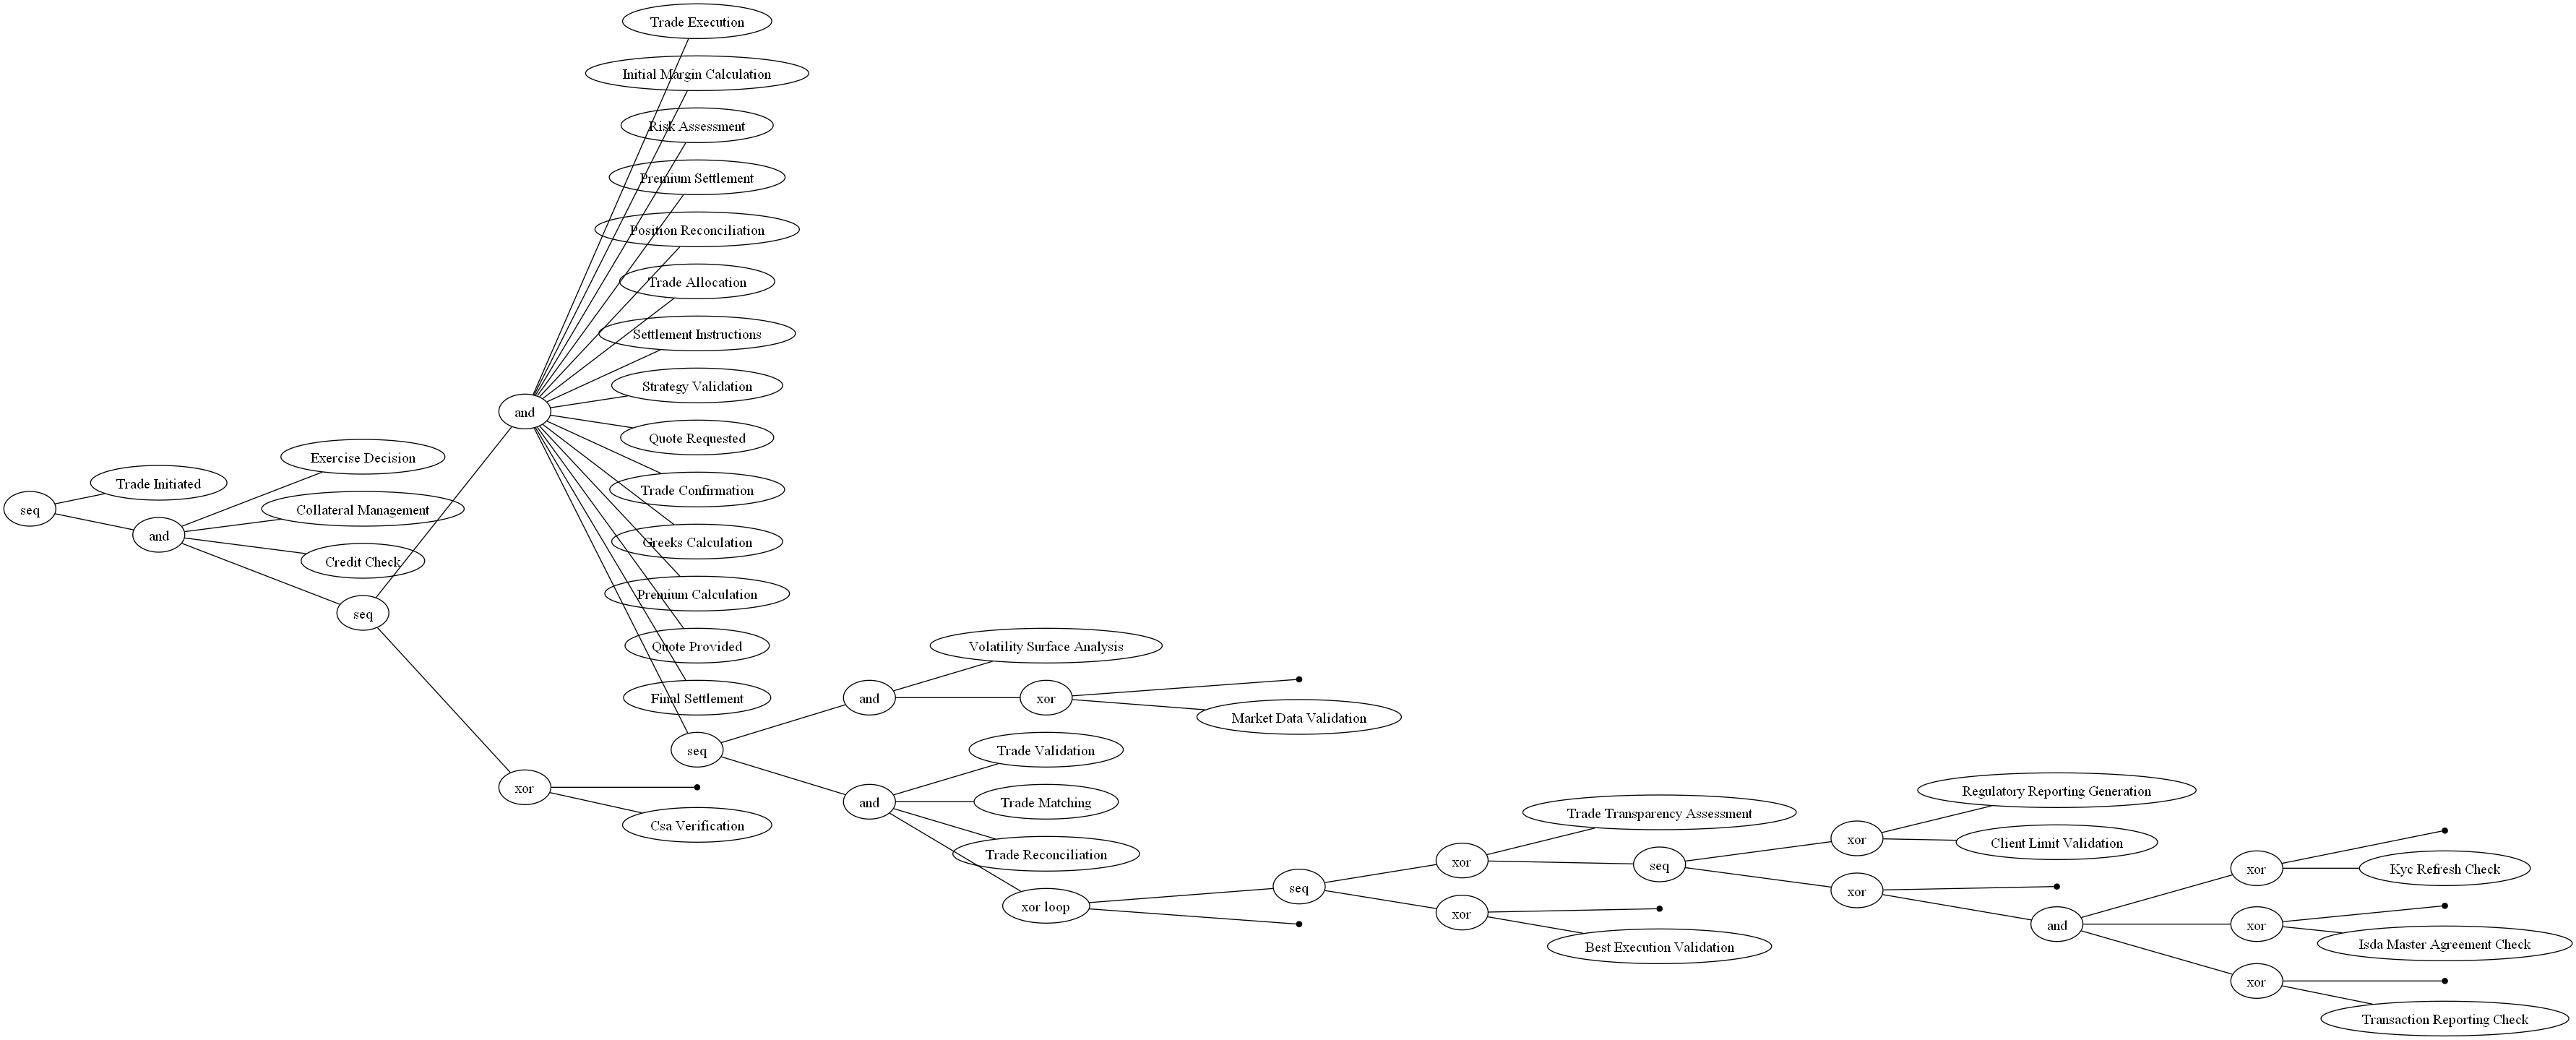 Trade Execution
Initial Margin Calculation
Risk Assessment
Premium Settlement
Position Reconciliation
Trade Allocation
Settlement Instructions
Strategy Validation
and
Quote Requested
Exercise Decision
Trade Initiated
Trade Confirmation
seq
Collateral Management
and
Greeks Calculation
Credit Check
Premium Calculation
seq
Quote Provided
Volatility Surface Analysis
Final Settlement
and
xor
Market Data Validation
seq
Trade Validation
xor
and
Trade Matching
Csa Verification
Trade Reconciliation
xor loop
seq
Trade Transparency Assessment
xor
seq
xor
Best Execution Validation
Regulatory Reporting Generation
xor
Client Limit Validation
xor
and
xor
Kyc Refresh Check
xor
Isda Master Agreement Check
xor
Transaction Reporting Check